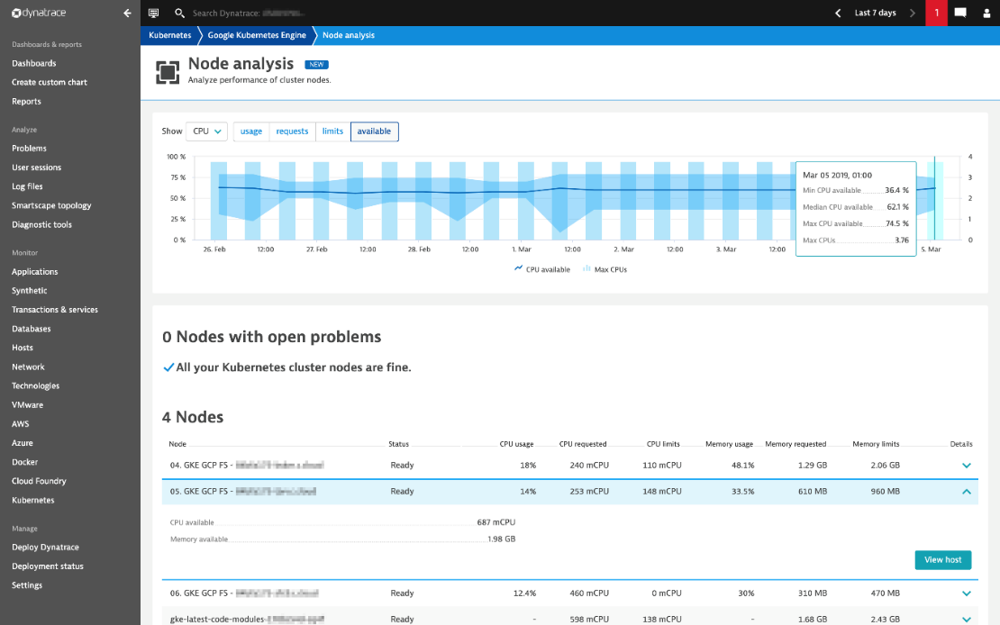 dynatrace
Search Dynatrace:
Last 7 days
1
Kubernetes
Google Kubernetes Engine
Node analysis
Dashboards & reports
Dashboards
Create custom chart
Reports
Analyze
Problems
User sessions
Log files
Smartscape topology
Diagnostic tools
Monitor
Applications
Synthetic
Transactions & services
Databases
Hosts
Network
Technologies
VMware
AWS
Azure
Docker
Cloud Foundry
Kubernetes
Manage
Deploy Dynatrace
Deployment status
Settings
Node analysis NEW
Analyze performance of cluster nodes.
Show CPU usage requests limits available
100 % 4
75 % 3
50 % 2
25 % 1
0 % 0
26. Feb 12:00 27. Feb 12:00 28. Feb 12:00 1. Mar 12:00 2. Mar 12:00 3. Mar 12:00 5. Mar
Mar 05 2019, 01:00
Min CPU available 36.4 %
Median CPU available 62.1 %
Max CPU available 74.5 %
Max CPUs 3.76
CPU available Max CPUs
0 Nodes with open problems
All your Kubernetes cluster nodes are fine.
4 Nodes
Node Status CPU usage CPU requested CPU limits Memory usage Memory requested Memory limits Details
04. GKE GCP FS - Ready 18% 240 mCPU 110 mCPU 48.1% 1.29 GB 2.06 GB
05. GKE GCP FS - Ready 14% 253 mCPU 148 mCPU 33.5% 610 MB 960 MB
CPU available 687 mCPU
Memory available 1.98 GB
View host
06. GKE GCP FS - Ready 12.4% 460 mCPU 0 mCPU 30% 310 MB 470 MB
gke-latest-code-modules- Ready - 598 mCPU 138 mCPU - 1.68 GB 2.43 GB